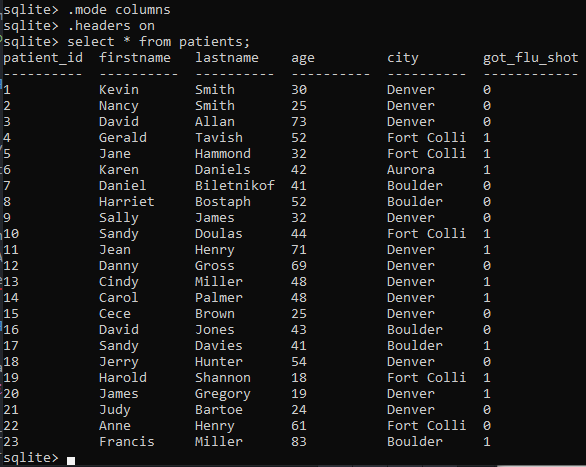 sqlite> .mode columns
sqlite> .headers on
sqlite> select * from patients;
patient_id  firstname   lastname    age         city        got_flu_shot
----------  ----------  ----------  ----------  ----------  ------------
1           Kevin       Smith       30          Denver      0
2           Nancy       Smith       25          Denver      0
3           David       Allan       73          Denver      0
4           Gerald      Tavish      52          Fort Colli  1
5           Jane        Hammond     32          Fort Colli  1
6           Karen       Daniels     42          Aurora      1
7           Daniel      Biletnikof  41          Boulder     0
8           Harriet     Bostaph     52          Boulder     0
9           Sally       James       32          Denver      0
10          Sandy       Doulas      44          Fort Colli  1
11          Jean        Henry       71          Denver      1
12          Danny       Gross       69          Denver      0
13          Cindy       Miller      48          Denver      1
14          Carol       Palmer      48          Denver      1
15          Cece        Brown       25          Denver      0
16          David       Jones       43          Boulder     0
17          Sandy       Davies      41          Boulder     1
18          Jerry       Hunter      54          Denver      0
19          Harold      Shannon     18          Fort Colli  1
20          James       Gregory     19          Denver      1
21          Judy        Bartoe      24          Denver      0
22          Anne        Henry       61          Fort Colli  0
23          Francis     Miller      83          Boulder     1
sqlite>